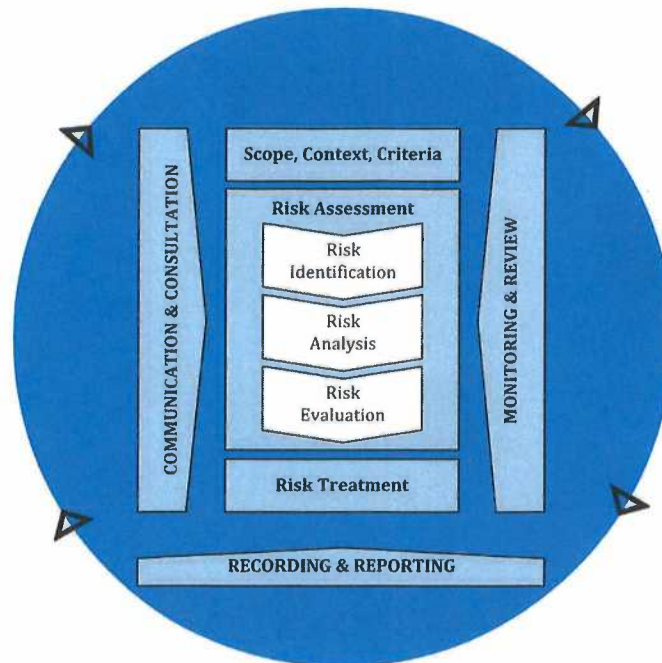 Scope, Context, Criteria
COMMUNICATION & CONSULTATION
Risk Assessment
Risk
Identification
Risk
Analysis
Risk
Evaluation
MONITORING & REVIEW
Risk Treatment
RECORDING & REPORTING